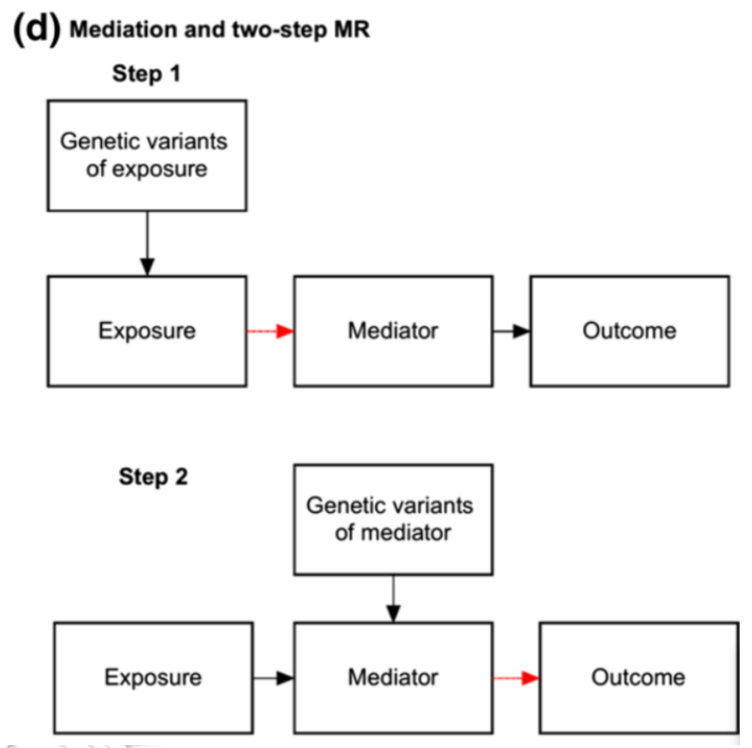 (d) Mediation and two-step MR
Step 1
Genetic variants
of exposure
Exposure
Mediator
Outcome
Step 2
Genetic variants
of mediator
Exposure
Mediator
Outcome